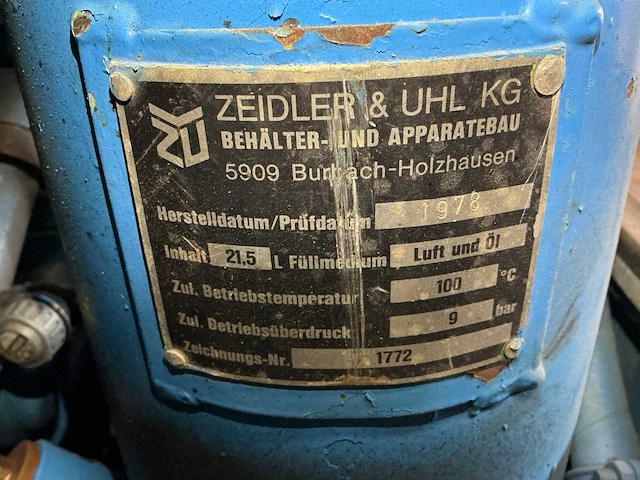 ZU ZEIDLER & UHL KG
BEHÄLTER- UND APPARATEBAU
5909 Burbach-Holzhausen
Herstelldatum/Prüfdatum 1978
Inhalt 21,5 L Füllmedium Luft und Öl
Zul. Betriebstemperatur 100 °C
Zul. Betriebsüberdruck 9 bar
Zeichnungs-Nr. 1772